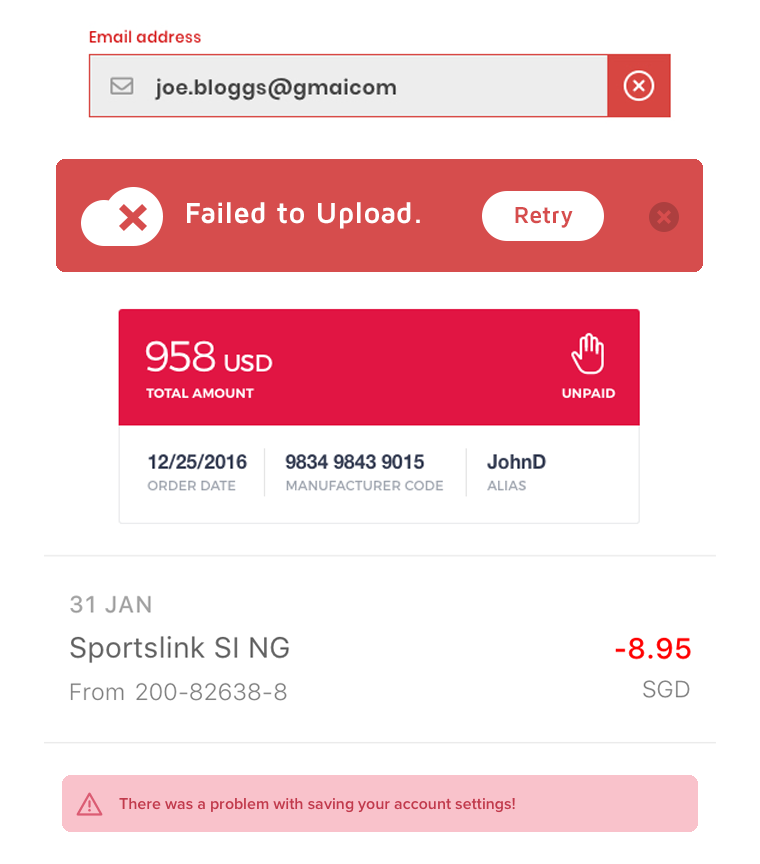 Email address
joe.bloggs@gmaicom
Failed to Upload.
Retry
958 USD
TOTAL AMOUNT
UNPAID
12/25/2016
ORDER DATE
9834 9843 9015
MANUFACTURER CODE
JohnD
ALIAS
31 JAN
Sportslink SI NG
-8.95
From 200-82638-8
SGD
There was a problem with saving your account settings!